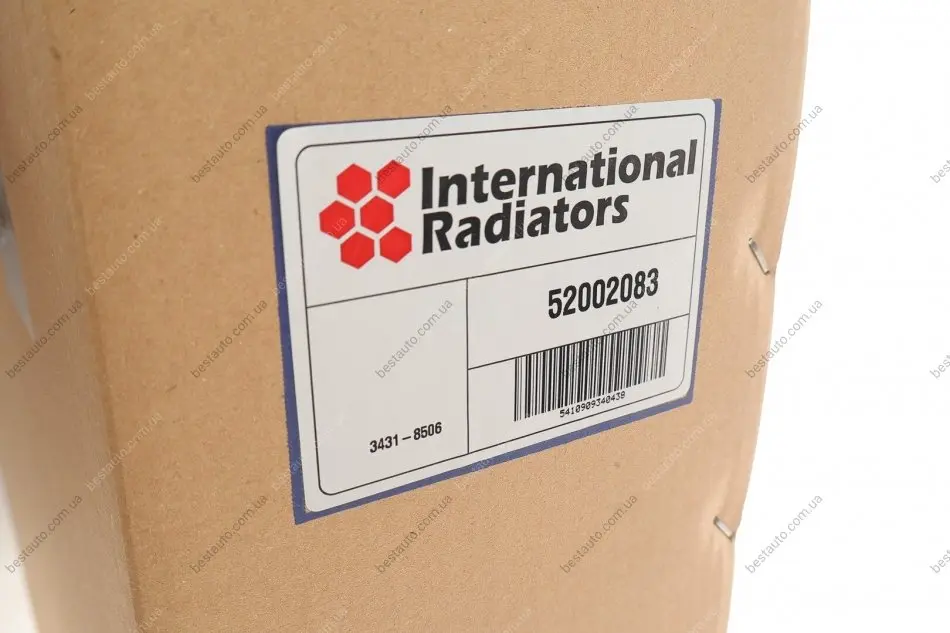 International
Radiators
52002083
5410909340438
3431-8506
bestauto.com.ua